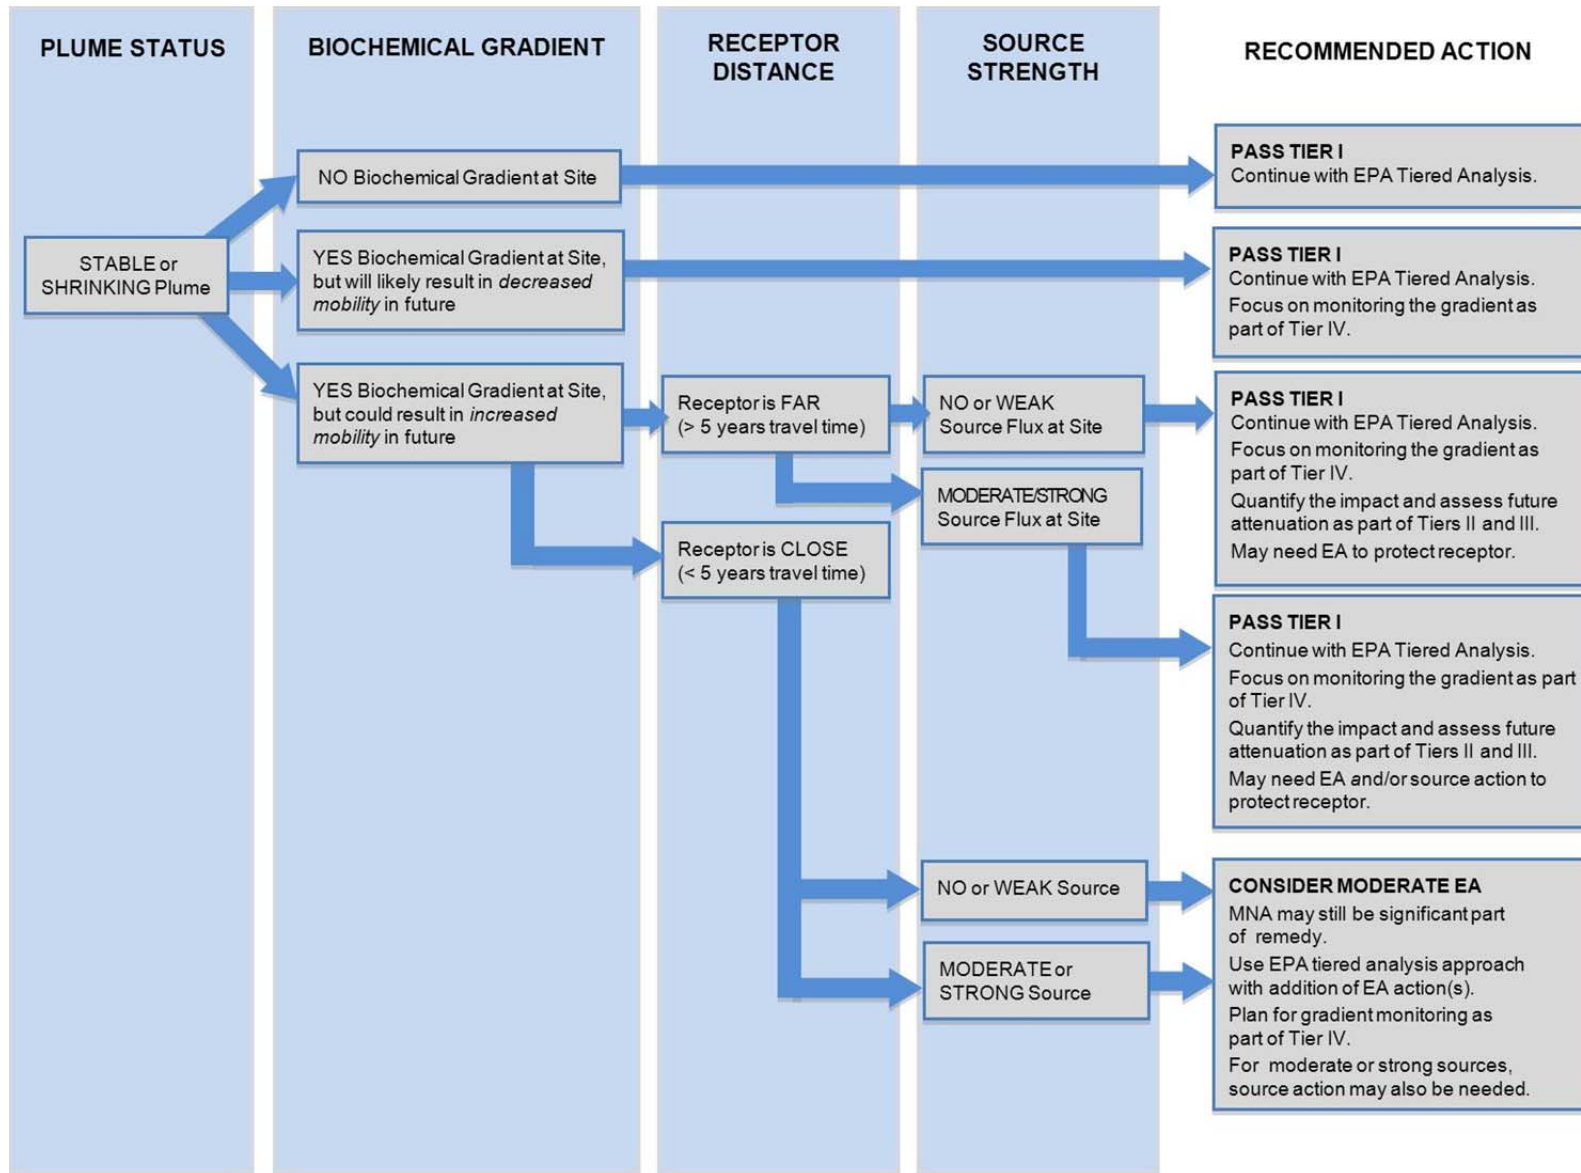 PLUME STATUS
BIOCHEMICAL GRADIENT
RECEPTOR
DISTANCE
SOURCE
STRENGTH
RECOMMENDED ACTION
STABLE or
SHRINKING Plume
NO Biochemical Gradient at Site
PASS TIER I
Continue with EPA Tiered Analysis.
YES Biochemical Gradient at Site,
but will likely result in decreased
mobility in future
PASS TIER I
Continue with EPA Tiered Analysis.
Focus on monitoring the gradient as
part of Tier IV.
YES Biochemical Gradient at Site,
but could result in increased
mobility in future
Receptor is FAR
(> 5 years travel time)
NO or WEAK
Source Flux at Site
PASS TIER I
Continue with EPA Tiered Analysis.
Focus on monitoring the gradient as
part of Tier IV.
Quantify the impact and assess future
attenuation as part of Tiers II and III.
May need EA to protect receptor.
MODERATE/STRONG
Source Flux at Site
PASS TIER I
Continue with EPA Tiered Analysis.
Focus on monitoring the gradient as part
of Tier IV.
Quantify the impact and assess future
attenuation as part of Tiers II and III.
May need EA and/or source action to
protect receptor.
Receptor is CLOSE
(< 5 years travel time)
NO or WEAK Source
MODERATE or
STRONG Source
CONSIDER MODERATE EA
MNA may still be significant part
of remedy.
Use EPA tiered analysis approach
with addition of EA action(s).
Plan for gradient monitoring as
part of Tier IV.
For moderate or strong sources,
source action may also be needed.